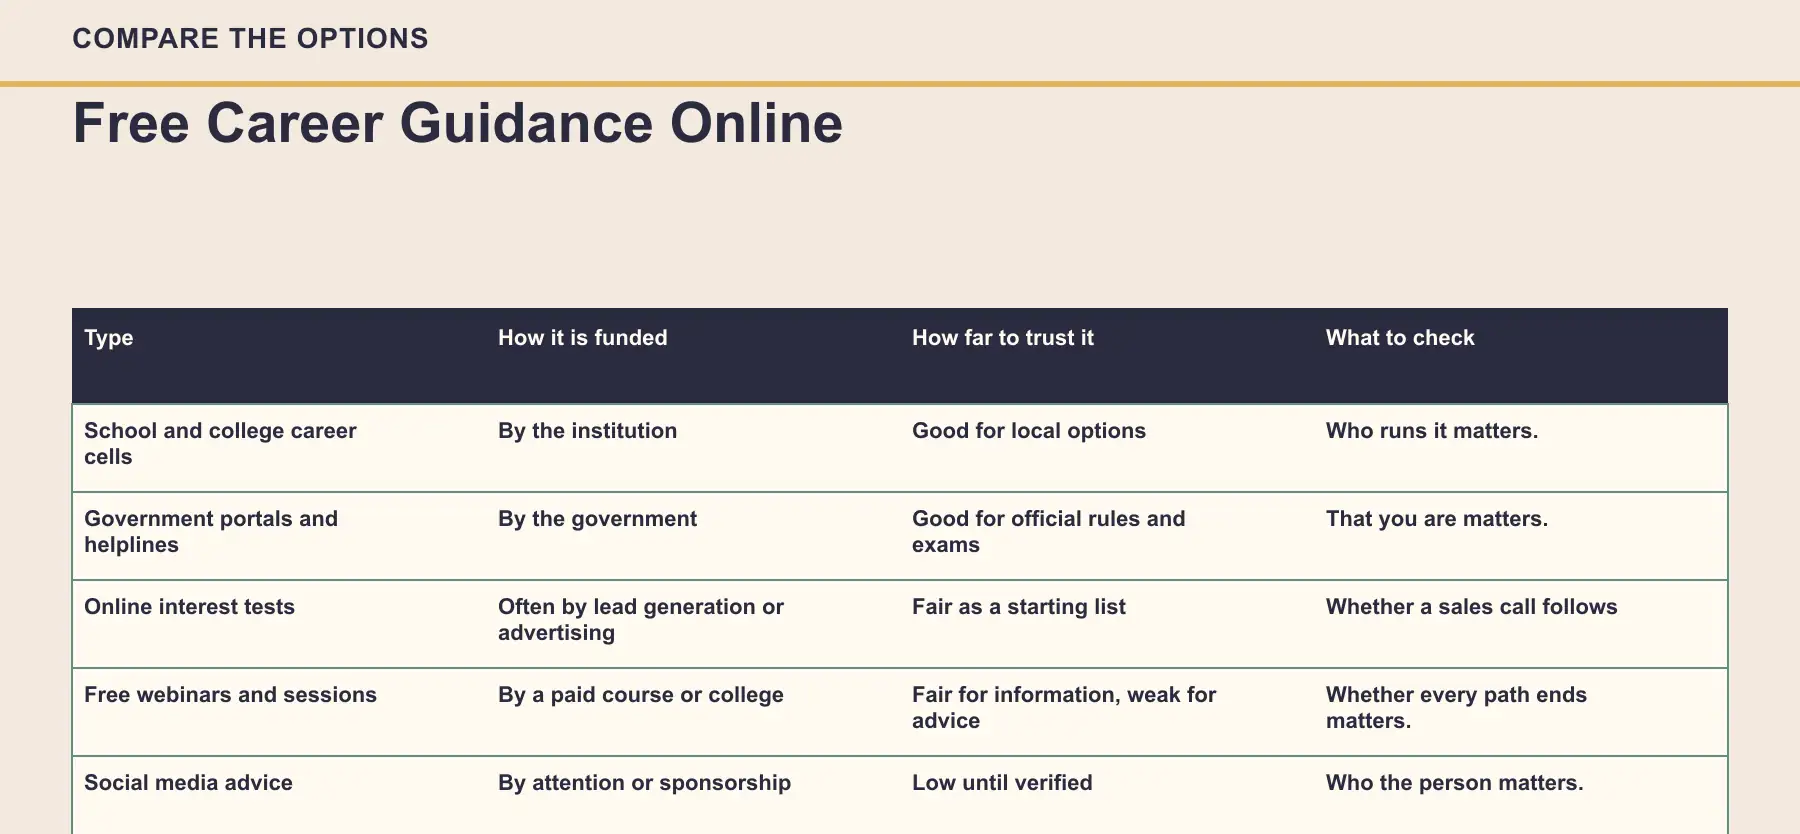 COMPARE THE OPTIONS
Free Career Guidance Online
Type
How it is funded
How far to trust it
What to check
School and college career
cells
By the institution
Good for local options
Who runs it matters.
Government portals and
helplines
By the government
Good for official rules and
exams
That you are matters.
Online interest tests
Often by lead generation or
advertising
Fair as a starting list
Whether a sales call follows
Free webinars and sessions
By a paid course or college
Fair for information, weak for
advice
Whether every path ends
matters.
Social media advice
By attention or sponsorship
Low until verified
Who the person matters.